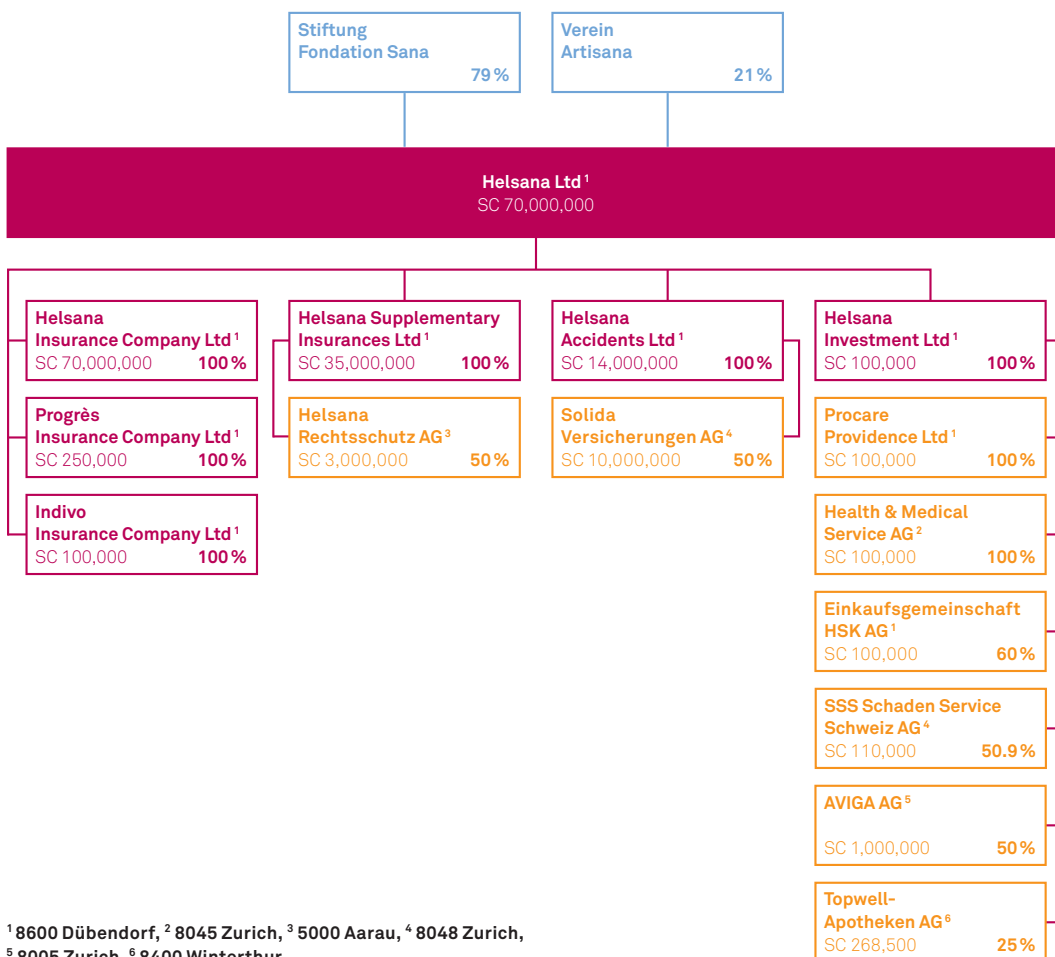 Stiftung
Fondation Sana
79 %
Verein
Artisana
21 %
Helsana Ltd ¹
SC 70,000,000
Helsana
Insurance Company Ltd ¹
SC 70,000,000 100 %
Progrès
Insurance Company Ltd ¹
SC 250,000 100 %
Indivo
Insurance Company Ltd ¹
SC 100,000 100 %
Helsana Supplementary
Insurances Ltd ¹
SC 35,000,000 100 %
Helsana
Rechtsschutz AG ³
SC 3,000,000 50 %
Helsana
Accidents Ltd ¹
SC 14,000,000 100 %
Solida
Versicherungen AG ⁴
SC 10,000,000 50 %
Helsana
Investment Ltd ¹
SC 100,000 100 %
Procare
Providence Ltd ¹
SC 100,000 100 %
Health & Medical
Service AG ²
SC 100,000 100 %
Einkaufsgemeinschaft
HSK AG ¹
SC 100,000 60 %
SSS Schaden Service
Schweiz AG ⁴
SC 110,000 50.9 %
AVIGA AG ⁵
SC 1,000,000 50 %
Topwell-
Apotheken AG ⁶
SC 268,500 25 %
¹ 8600 Dübendorf, ² 8045 Zurich, ³ 5000 Aarau, ⁴ 8048 Zurich,
⁵ 8005 Zurich, ⁶ 8400 Winterthur